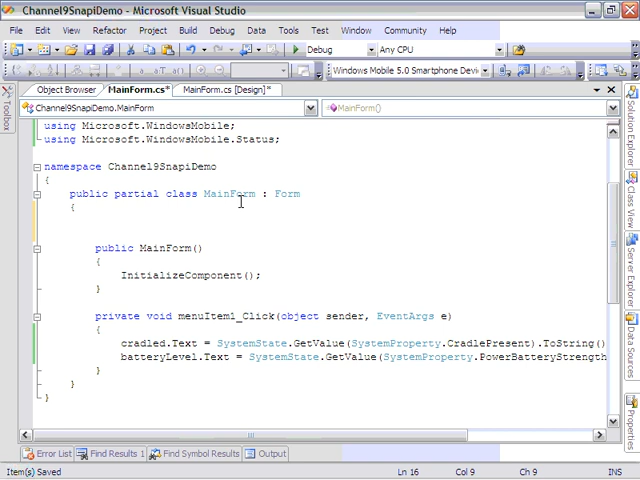 Channel9SnapiDemo - Microsoft Visual Studio
File Edit View Refactor Project Build Debug Data Tools Test Window Community Help
Debug Any CPU
Windows Mobile 5.0 Smartphone Devi
Object Browser MainForm.cs* MainForm.cs [Design]*
Channel9SnapiDemo.MainForm MainForm()
using Microsoft.WindowsMobile;
using Microsoft.WindowsMobile.Status;
namespace Channel9SnapiDemo
{
public partial class MainForm : Form
{
public MainForm()
{
InitializeComponent();
}
private void menuItem1_Click(object sender, EventArgs e)
{
cradled.Text = SystemState.GetValue(SystemProperty.CradlePresent).ToString()
batteryLevel.Text = SystemState.GetValue(SystemProperty.PowerBatteryStrength
}
}
}
Toolbox
Solution Explorer
Class View
Server Explorer
Data Sources
Properties
Error List Find Results 1 Find Symbol Results Output
Item(s) Saved Ln 16 Col 9 Ch 9 INS